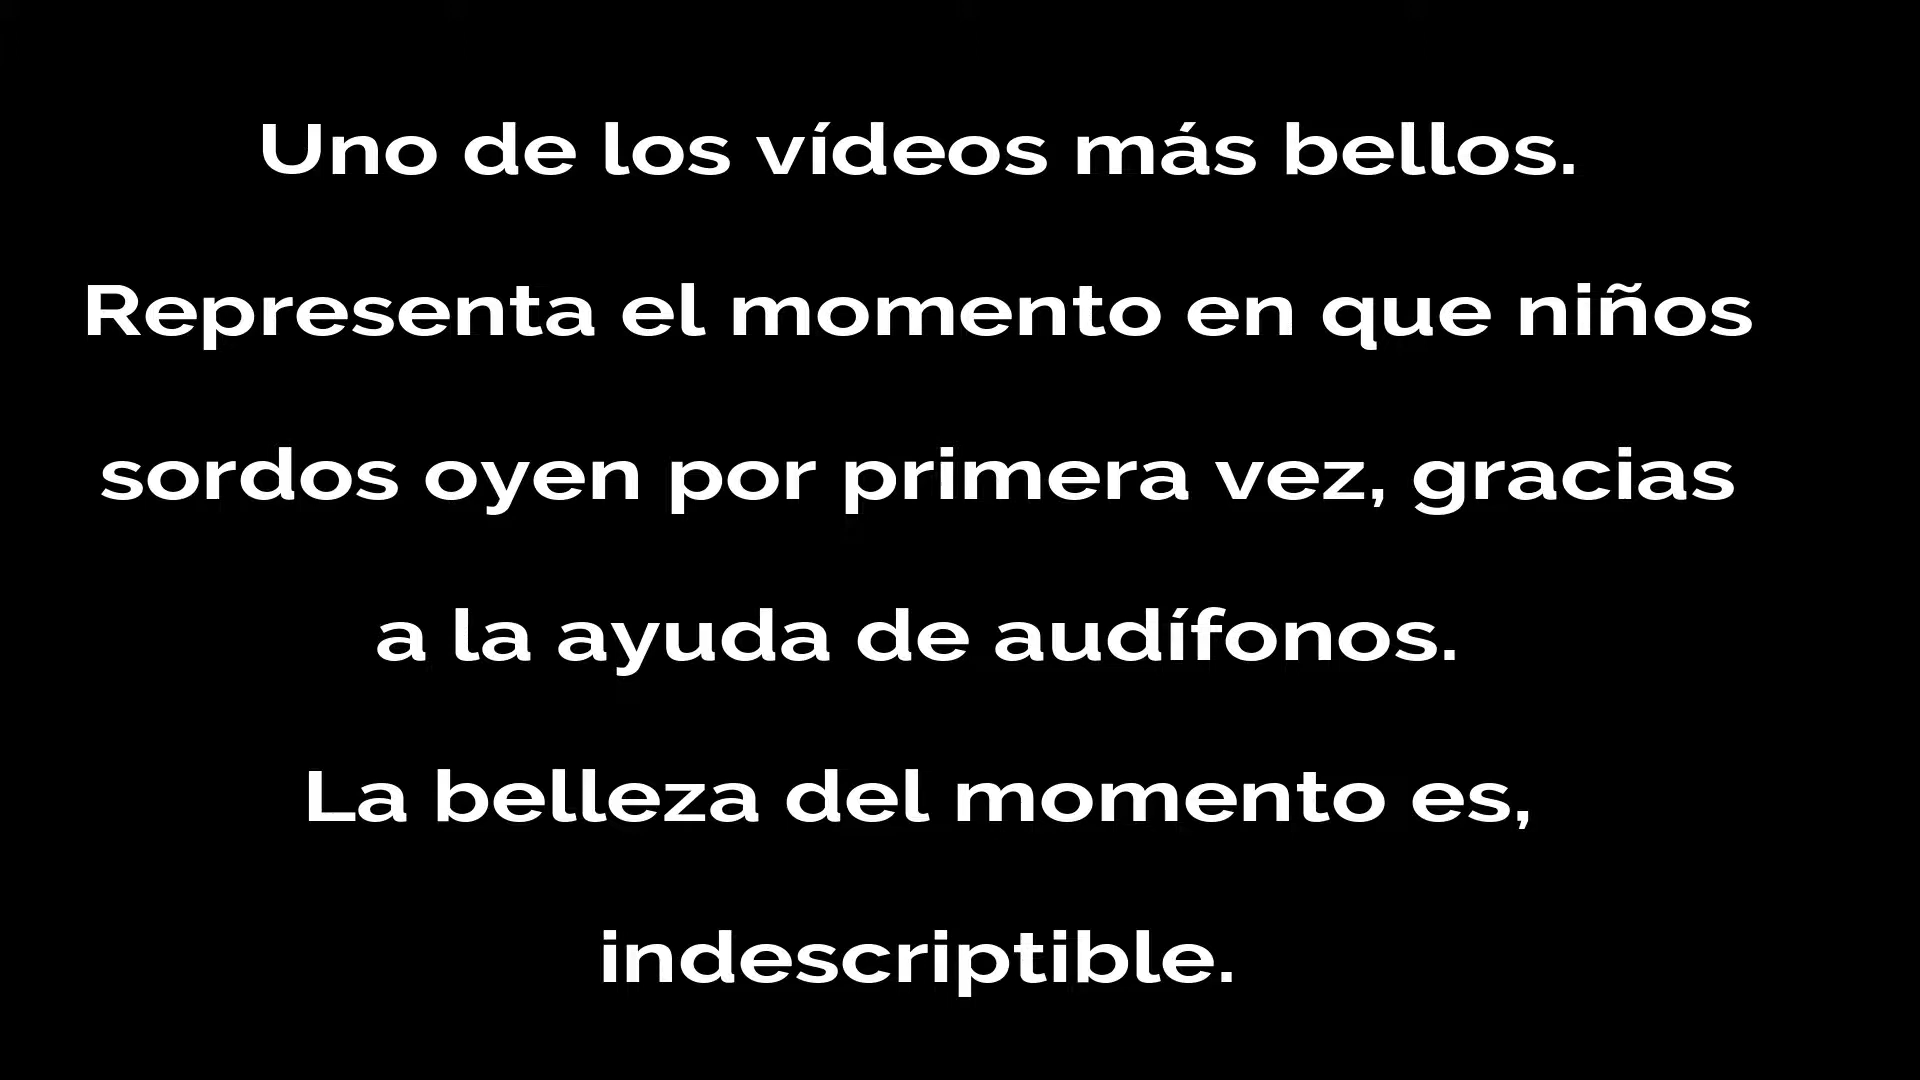 Uno de los vídeos más bellos.
Representa el momento en que niños
sordos oyen por primera vez, gracias
a la ayuda de audífonos.
La belleza del momento es,
indescriptible.